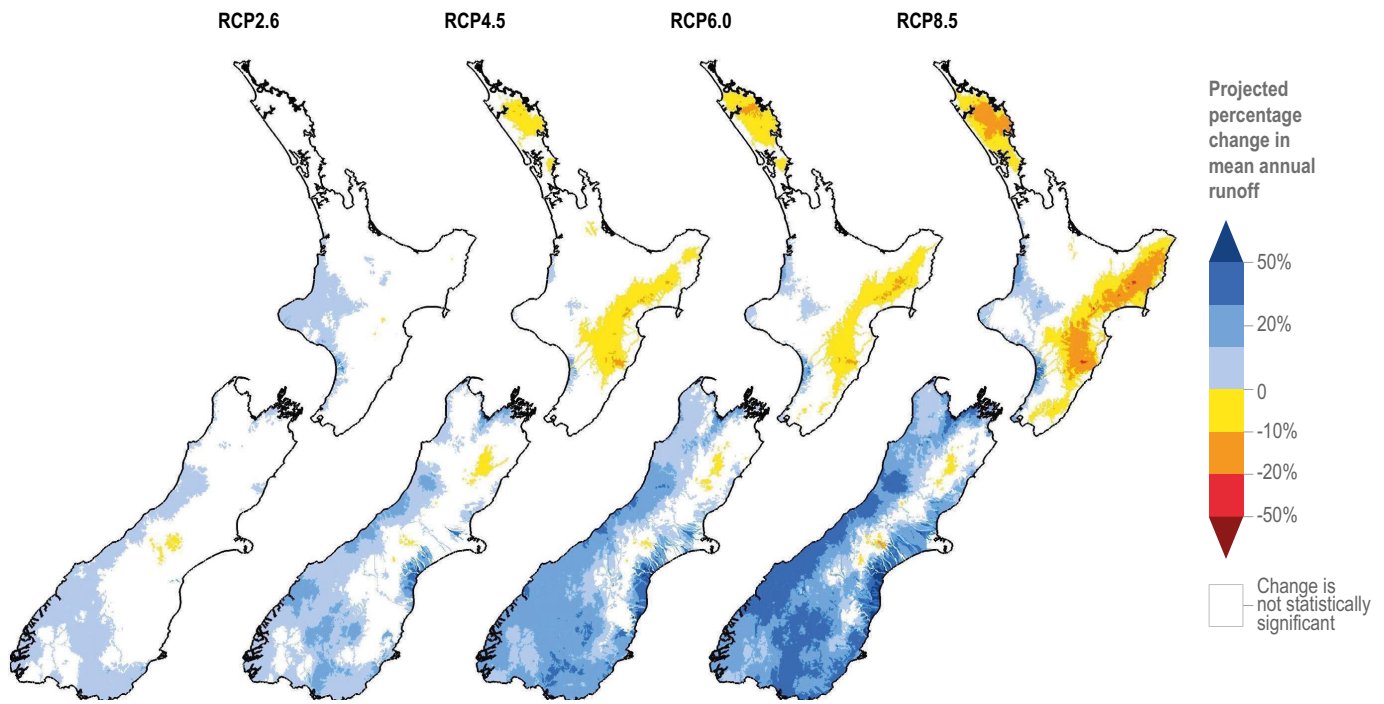 RCP2.6
RCP4.5
RCP6.0
RCP8.5
Projected
percentage
change in
mean annual
runoff
50%
20%
0
-10%
-20%
-50%
Change is
not statistically
significant